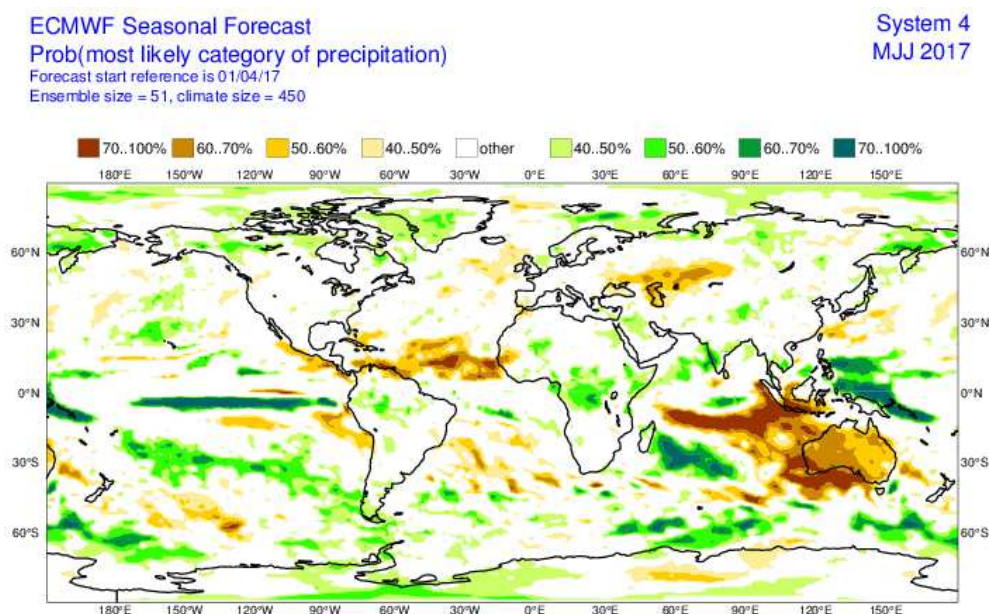 ECMWF Seasonal Forecast
System 4
Prob(most likely category of precipitation)
MJJ 2017
Forecast start reference is 01/04/17
Ensemble size = 51, climate size = 450
70..100% 60..70% 50..60% 40..50% other 40..50% 50..60% 60..70% 70..100%
180°E 150°W 120°W 90°W 60°W 30°W 0°E 30°E 60°E 90°E 120°E 150°E
60°N 60°N
30°N 30°N
0°N 0°N
30°S 30°S
60°S 60°S
180°E 150°W 120°W 90°W 60°W 30°W 0°E 30°E 60°E 90°E 120°E 150°E